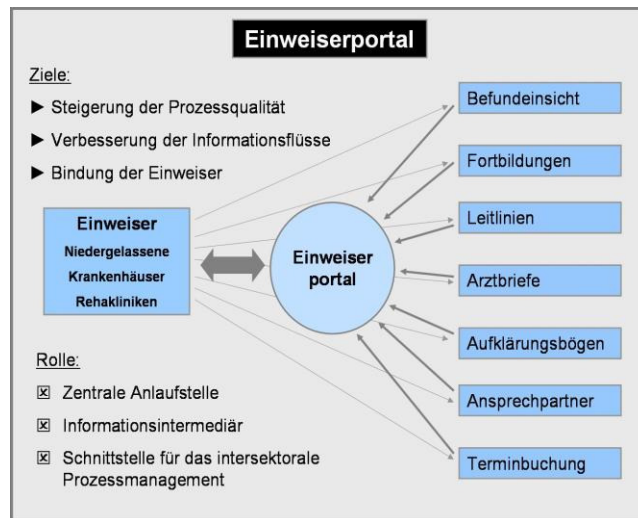 Einweiserportal
Ziele:
► Steigerung der Prozessqualität
► Verbesserung der Informationsflüsse
► Bindung der Einweiser
Einweiser
Niedergelassene
Krankenhäuser
Rehakliniken
Einweiser
portal
Befundeinsicht
Fortbildungen
Leitlinien
Arztbriefe
Aufklärungsbögen
Ansprechpartner
Terminbuchung
Rolle:
☒ Zentrale Anlaufstelle
☒ Informationsintermediär
☒ Schnittstelle für das intersektorale
Prozessmanagement